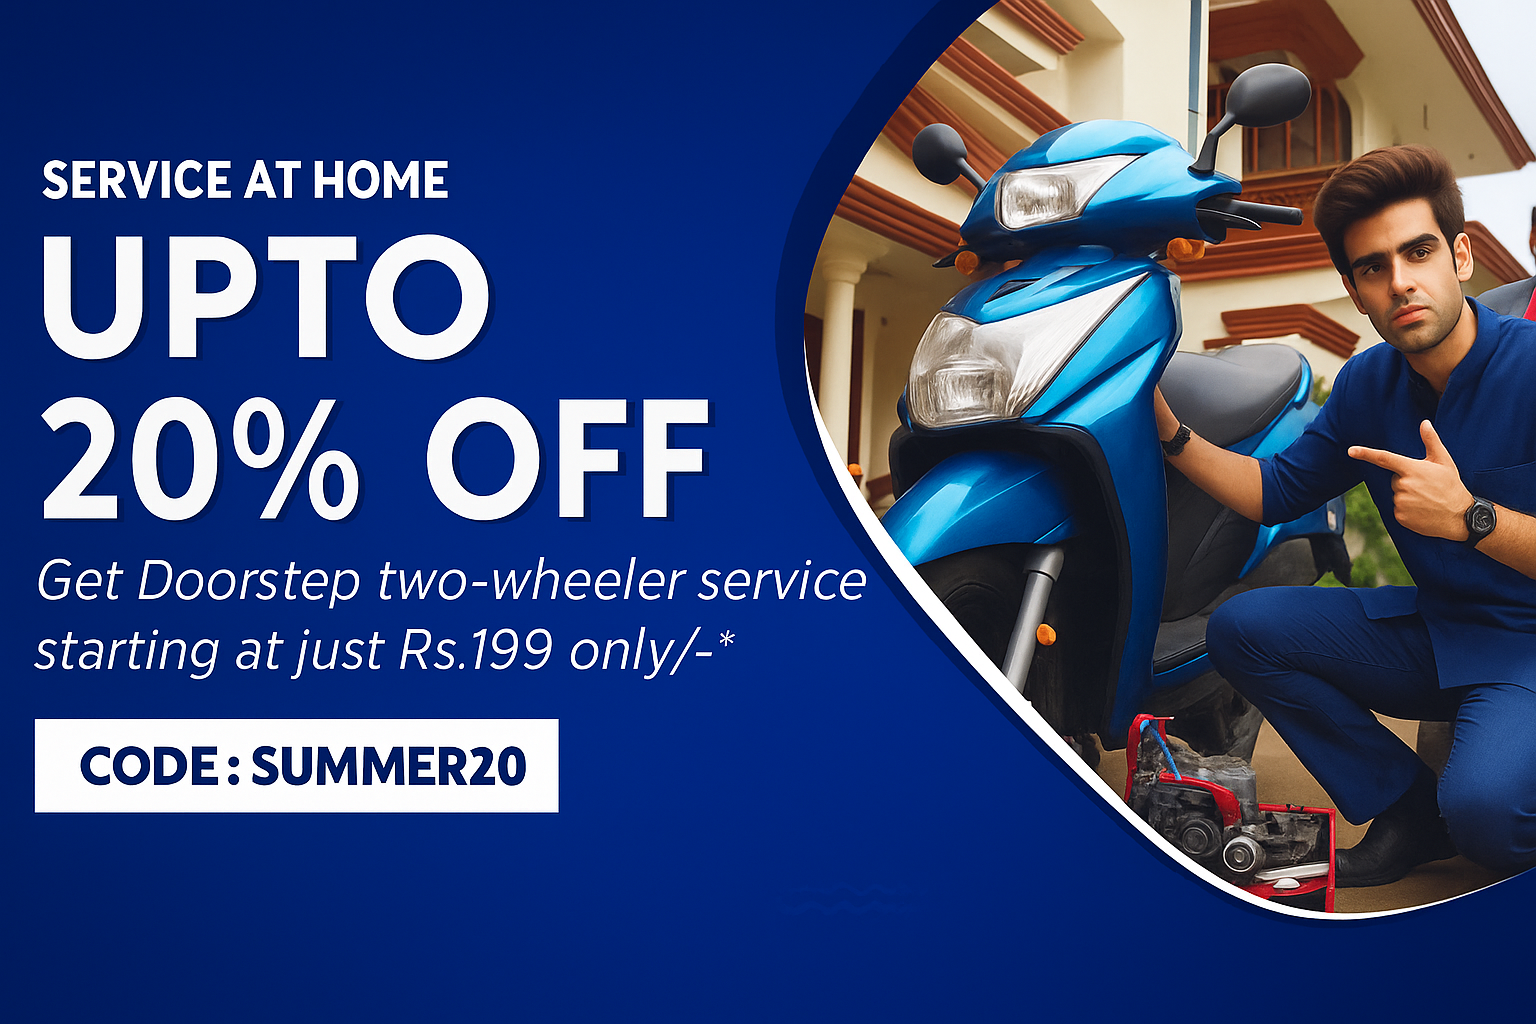 SERVICE AT HOME
UPTO
20% OFF
Get Doorstep two-wheeler service
starting at just Rs.199 only/-*
CODE: SUMMER20